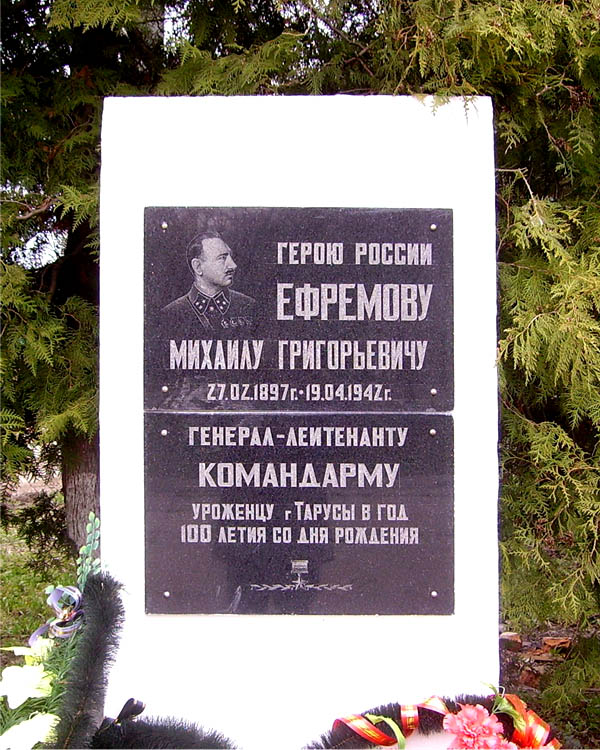 ГЕРОЮ РОССИИ
ЕФРЕМОВУ
МИХАИЛУ ГРИГОРЬЕВИЧУ
27.02.1897г.·19.04.1942г.
ГЕНЕРАЛ-ЛЕИТЕНАНТУ
КОМАНДАРМУ
УРОЖЕНЦУ г ТАРУСЫ В ГОД
100 ЛЕТИЯ СО ДНЯ РОЖДЕНИЯ